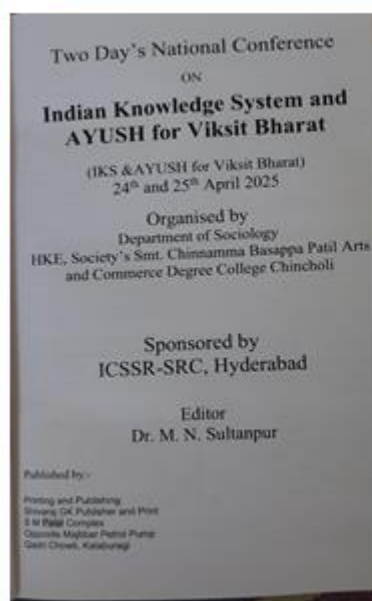 Two Day's National Conference
ON
Indian Knowledge System and
AYUSH for Viksit Bharat
(IKS &AYUSH for Viksit Bharat)
24th and 25th April 2025
Organised by
Department of Sociology
HKE, Society's Smt. Chinnamma Basappa Patil Arts
and Commerce Degree College Chincholi
Sponsored by
ICSSR-SRC, Hyderabad
Editor
Dr. M. N. Sultanpur
Published by:-
Printing and Publishing
Shivaraj GK Publisher and Print
S M Patal Complex
Opposite Majbbar Petrol Pump
Chowk, Kalaburagi